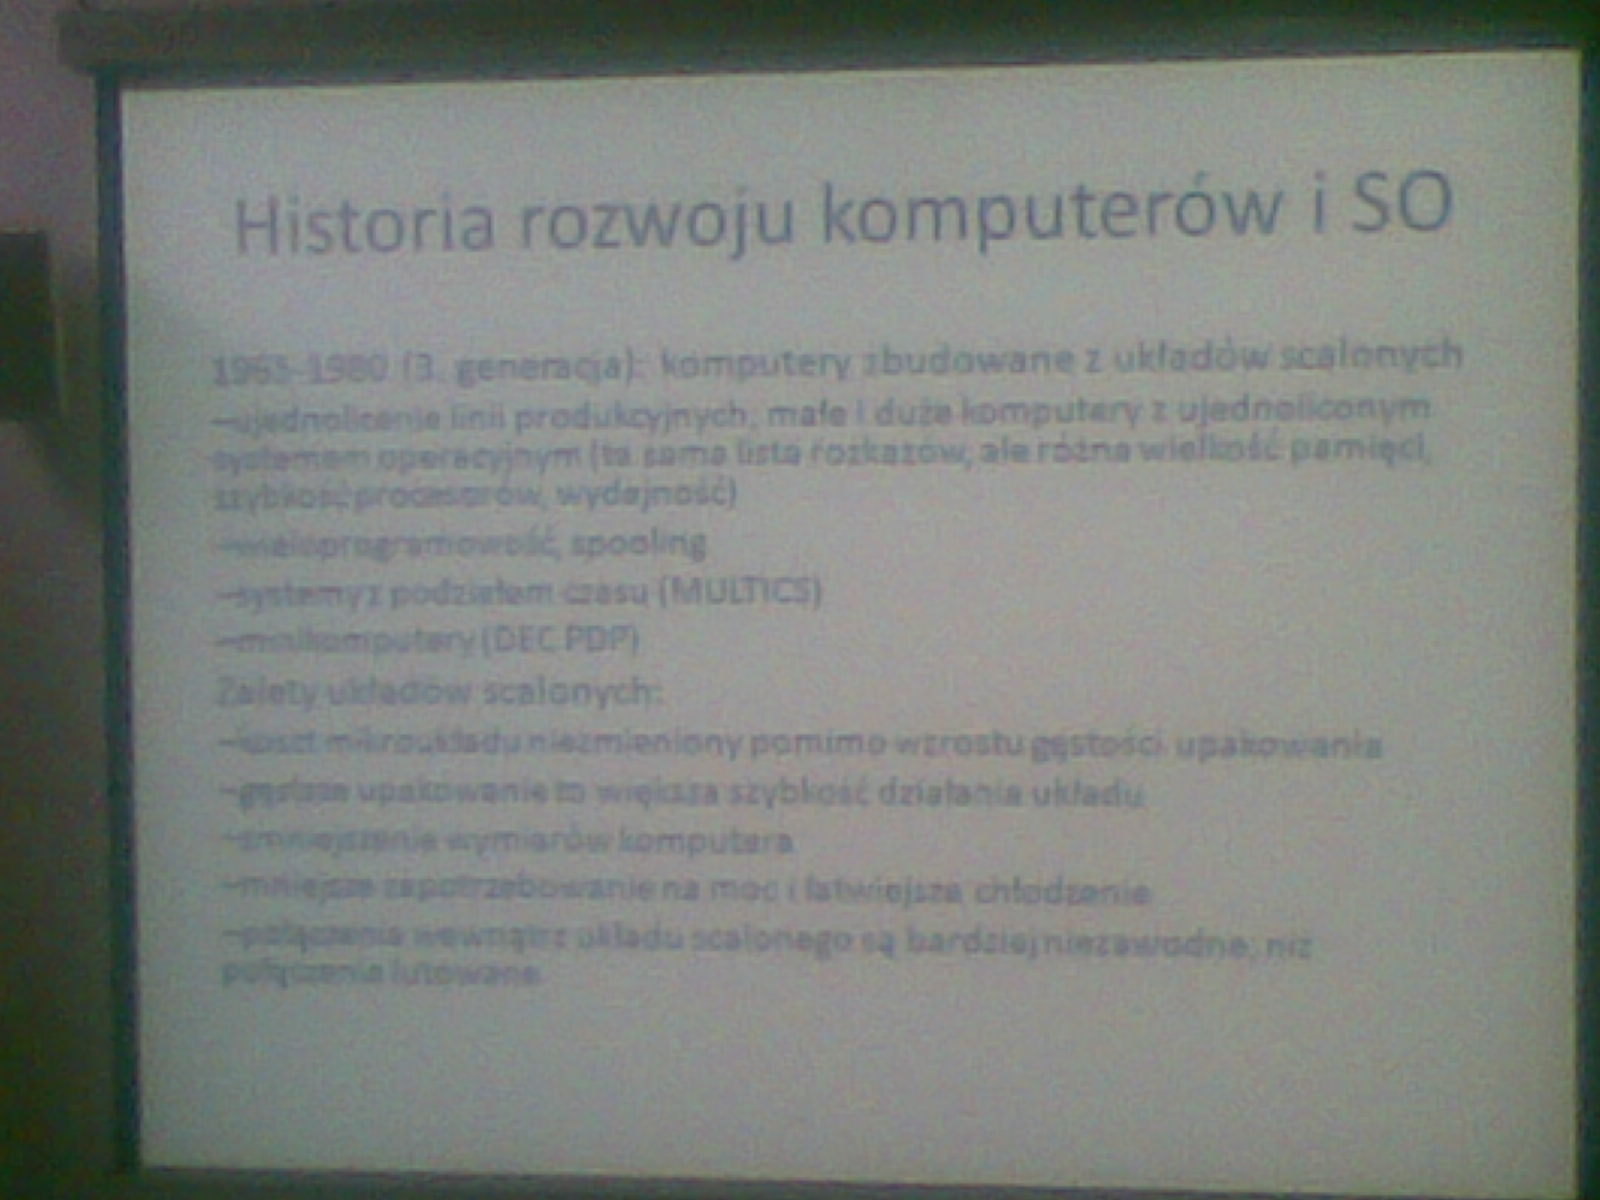 Historia rozwoju komputerów i SO
1965-1980 (3. generacja): komputery zbudowane z układów scalonych
–ujednolicenie linii produkcyjnych; małe i duże komputery z ujednoliconym
systemem operacyjnym (ta sama lista rozkazów, ale różna wielkość pamięci,
szybkość procesorów, wydajność)
–wieloprogramowość, spooling
–systemy z podziałem czasu (MULTICS)
–minikomputery (DEC PDP)
Zalety układów scalonych:
–koszt mikroukładu niezmieniony pomimo wzrostu gęstości upakowania
–gęstsze upakowanie to większa szybkość działania układu
–zmniejszenie wymiarów komputera
–mniejsze zapotrzebowanie na moc i łatwiejsze chłodzenie
–połączenia wewnątrz układu scalonego są bardziej niezawodne, niż
połączenia lutowane